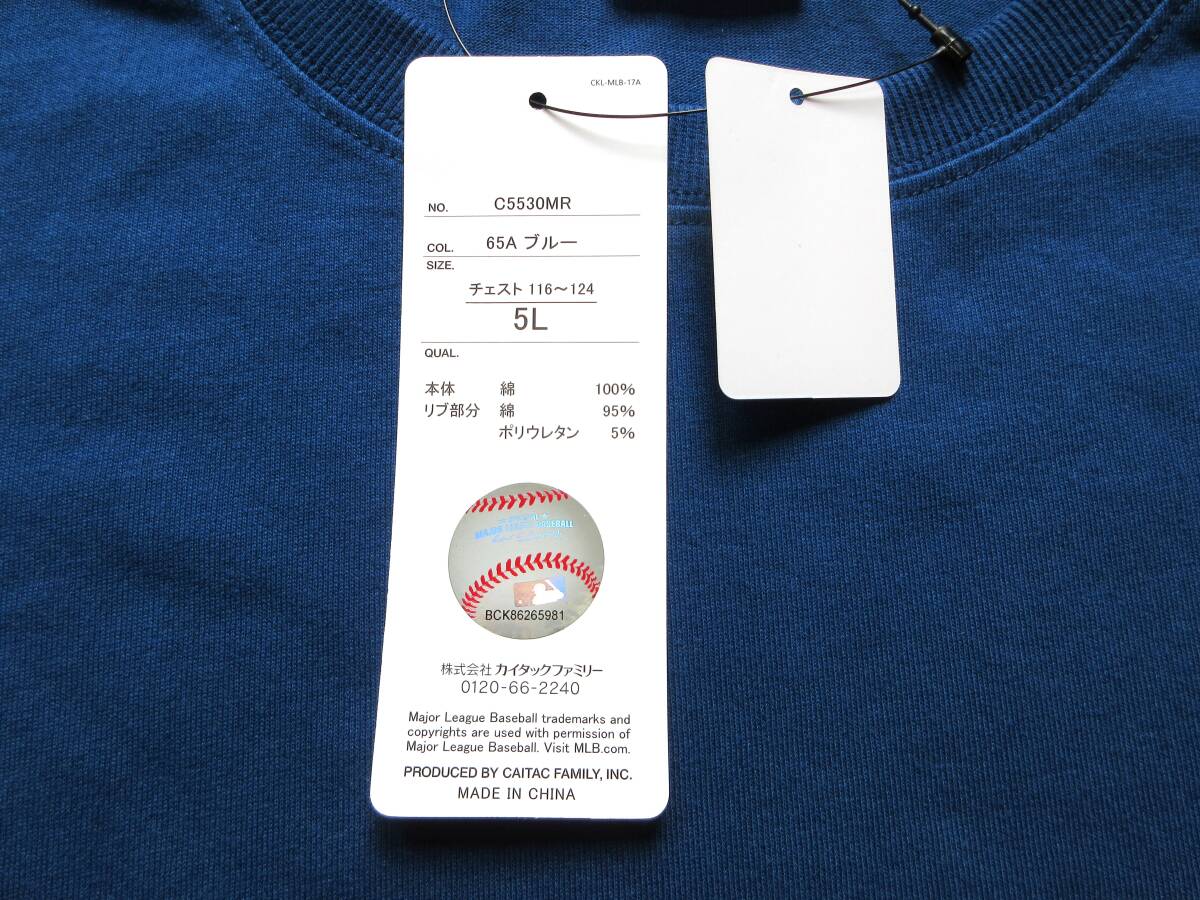 CKL-MLB-17A
NO. C5530MR
COL. 65A ブルー
SIZE.
チェスト 116～124
5L
QUAL.
本体 綿 100%
リブ部分 綿 95%
ポリウレタン 5%
MAJOR LEAGUE BASEBALL
BCK86265981
株式会社 カイタックファミリー
0120-66-2240
Major League Baseball trademarks and
copyrights are used with permission of
Major League Baseball. Visit MLB.com.
PRODUCED BY CAITAC FAMILY, INC.
MADE IN CHINA